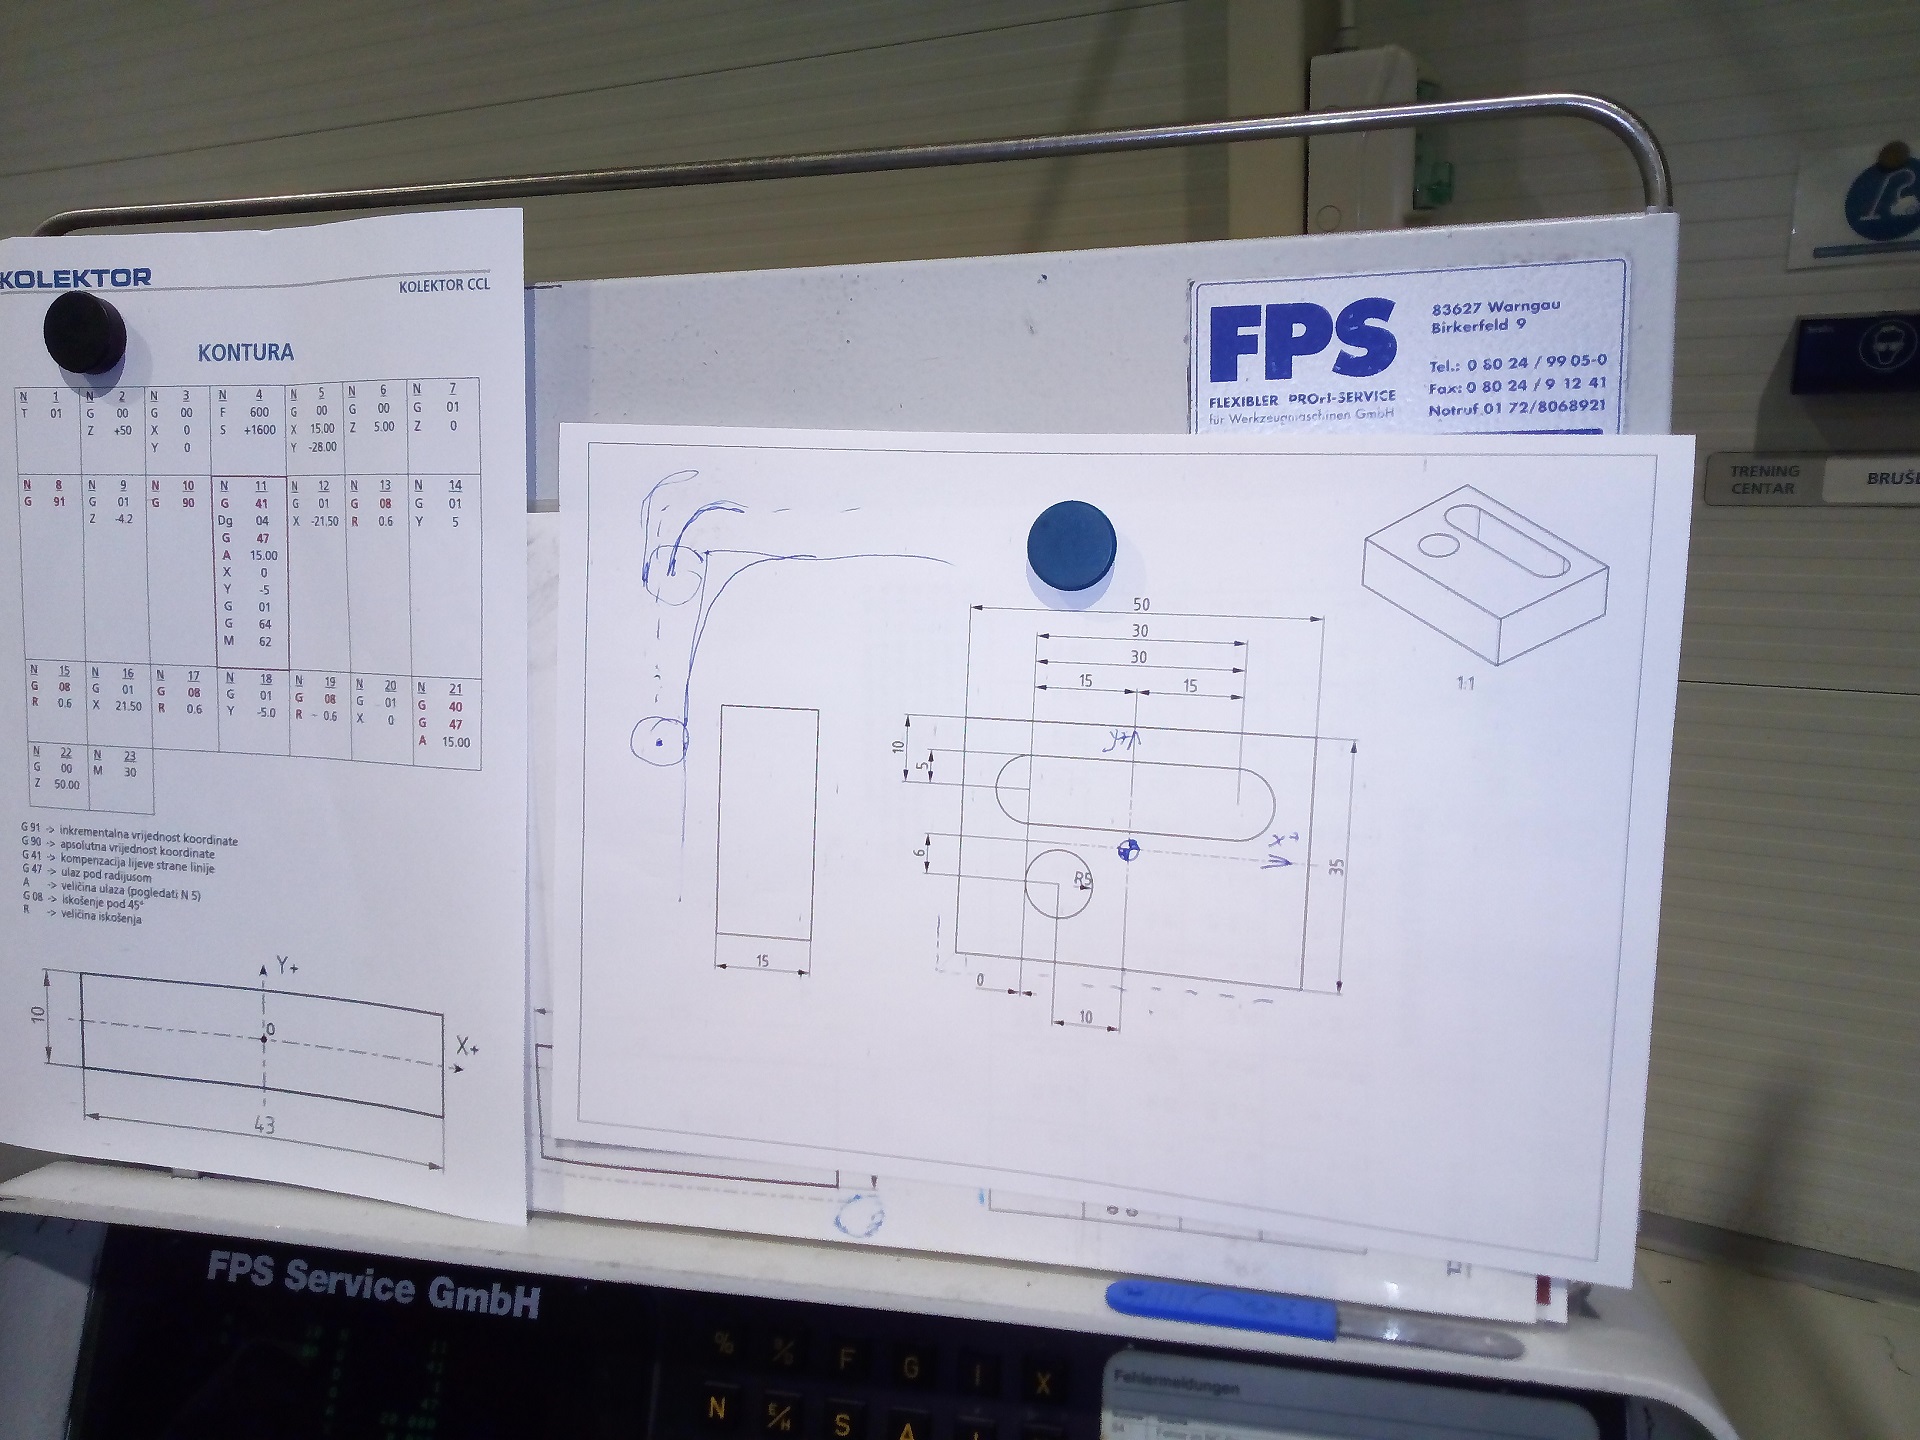 KOLEKTOR
KOLEKTOR CCL
KONTURA
N 1
T 01
N 2
G 00
Z +50
N 3
G 00
X 0
Y 0
N 4
F 600
S +1600
N 5
G 00
X 15.00
Y -28.00
N 6
G 00
Z 5.00
N 7
G 01
Z 0
N 8
G 91
N 9
G 01
Z -4.2
N 10
G 90
N 11
G 41
Dg 04
G 47
A 15.00
X 0
Y -5
G 01
G 64
M 62
N 12
G 01
X -21.50
N 13
G 08
R 0.6
N 14
G 01
Y 5
N 15
G 08
R 0.6
N 16
G 01
X 21.50
N 17
G 08
R 0.6
N 18
G 01
Y -5.0
N 19
G 08
R - 0.6
N 20
G 01
X 0
N 21
G 40
G 47
A 15.00
N 22
G 00
Z 50.00
N 23
M 30
G 91 -> inkrementalna vrijednost koordinate
G 90 -> apsolutna vrijednost koordinate
G 41 -> kompenzacija lijeve strane linije
G 47 -> ulaz pod radijusom
A -> veličina ulaza (pogledati N 5)
G 08 -> iskošenje pod 45°
R -> veličina iskošenja
Y+
10
0
X+
43
FPS
FLEXIBLER PROFI-SERVICE
für Werkzeugmaschinen GmbH
83627 Warngau
Birkerfeld 9
Tel.: 0 80 24 / 99 05-0
Fax: 0 80 24 / 9 12 41
Notruf 01 72/8068921
TRENING
CENTAR
1:1
50
30
30
15
15
10
5
Y+
6
R5
X+
35
15
0
10
FPS Service GmbH
% F G I X
N E/H S A
Fehlermeldungen